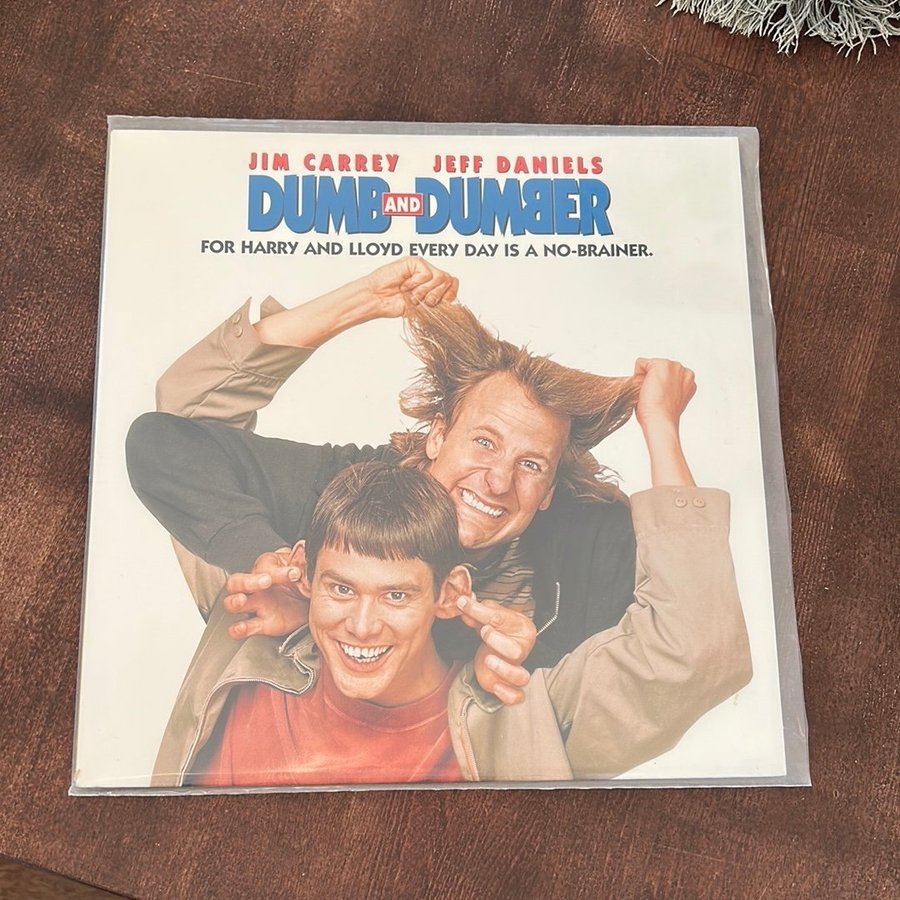 JIM CARREY JEFF DANIELS
DUMB AND DUMBER
FOR HARRY AND LLOYD EVERY DAY IS A NO-BRAINER.